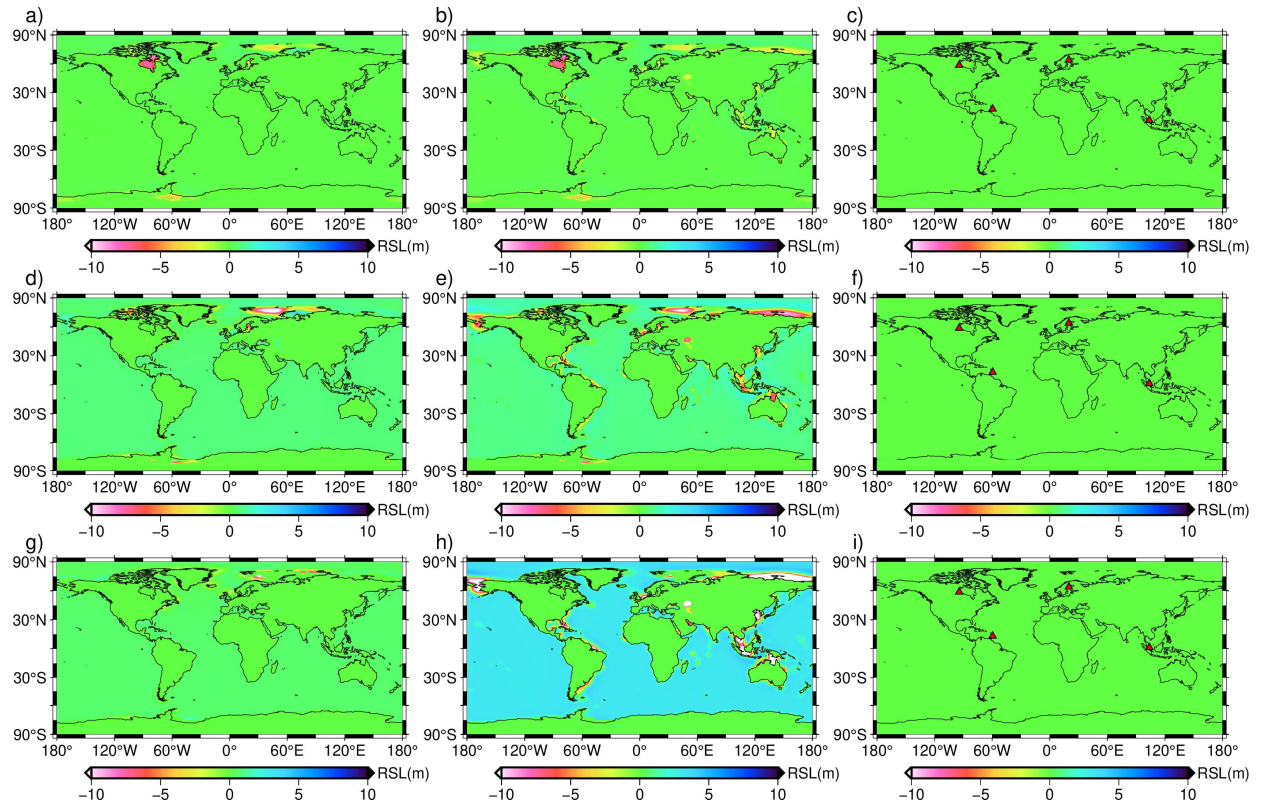 a) b) c)
90°N 90°N 90°N
30°N 30°N 30°N
30°S 30°S 30°S
90°S 90°S 90°S
180° 120°W 60°W 0° 60°E 120°E 180° 180° 120°W 60°W 0° 60°E 120°E 180° 180° 120°W 60°W 0° 60°E 120°E 180°
RSL(m) RSL(m) RSL(m)
−10 −5 0 5 10 −10 −5 0 5 10 −10 −5 0 5 10
d) e) f)
90°N 90°N 90°N
30°N 30°N 30°N
30°S 30°S 30°S
90°S 90°S 90°S
180° 120°W 60°W 0° 60°E 120°E 180° 180° 120°W 60°W 0° 60°E 120°E 180° 180° 120°W 60°W 0° 60°E 120°E 180°
RSL(m) RSL(m) RSL(m)
−10 −5 0 5 10 −10 −5 0 5 10 −10 −5 0 5 10
g) h) i)
90°N 90°N 90°N
30°N 30°N 30°N
30°S 30°S 30°S
90°S 90°S 90°S
180° 120°W 60°W 0° 60°E 120°E 180° 180° 120°W 60°W 0° 60°E 120°E 180° 180° 120°W 60°W 0° 60°E 120°E 180°
RSL(m) RSL(m) RSL(m)
−10 −5 0 5 10 −10 −5 0 5 10 −10 −5 0 5 10